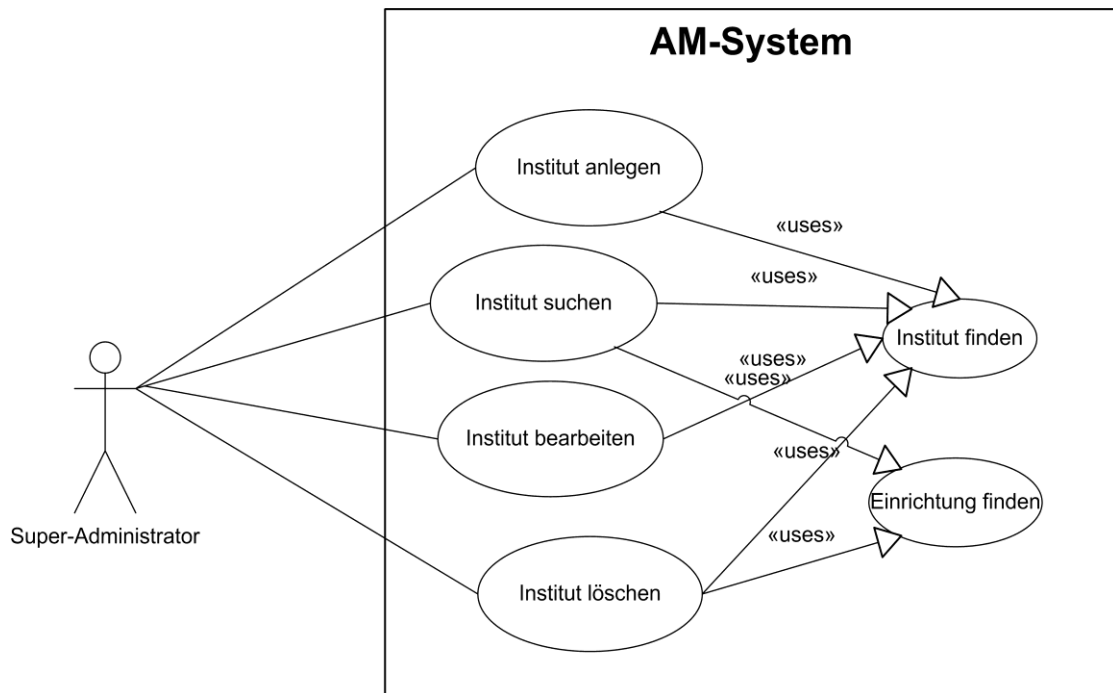 AM-System
Institut anlegen
«uses»
Institut suchen
«uses»
Institut finden
«uses»
«uses»
Institut bearbeiten
«uses»
Einrichtung finden
Super-Administrator
«uses»
Institut löschen